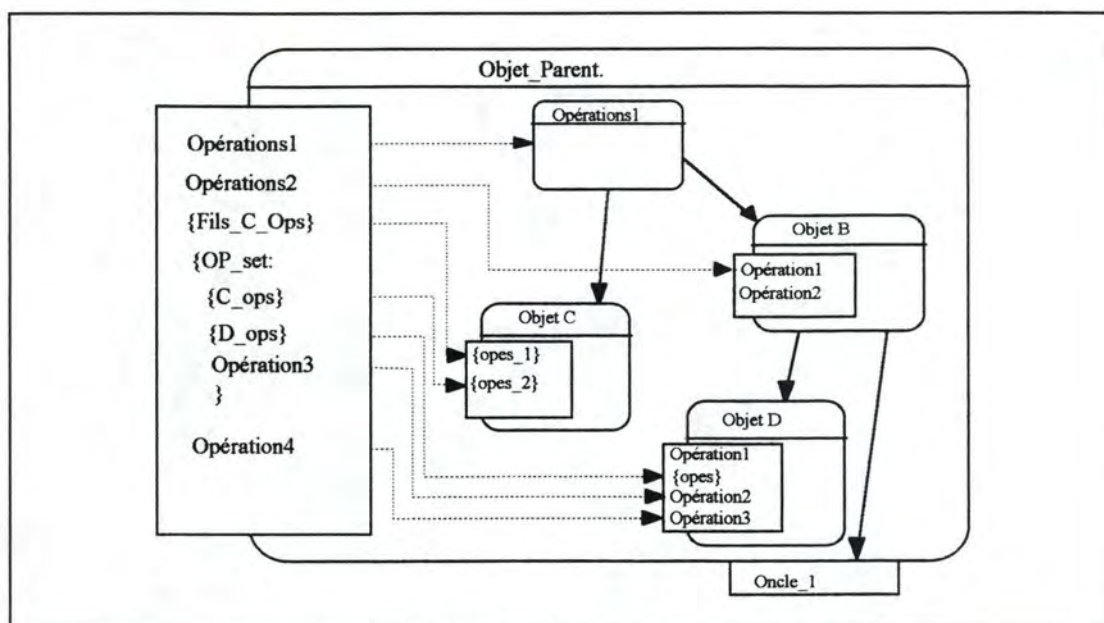 Objet_Parent.
Opérations1
Opérations2
{Fils_C_Ops}
{OP_set:
{C_ops}
{D_ops}
Opération3
}
Opération4
Opérations1
Objet B
Opération1
Opération2
Objet C
{opes_1}
{opes_2}
Objet D
Opération1
{opes}
Opération2
Opération3
Oncle_1